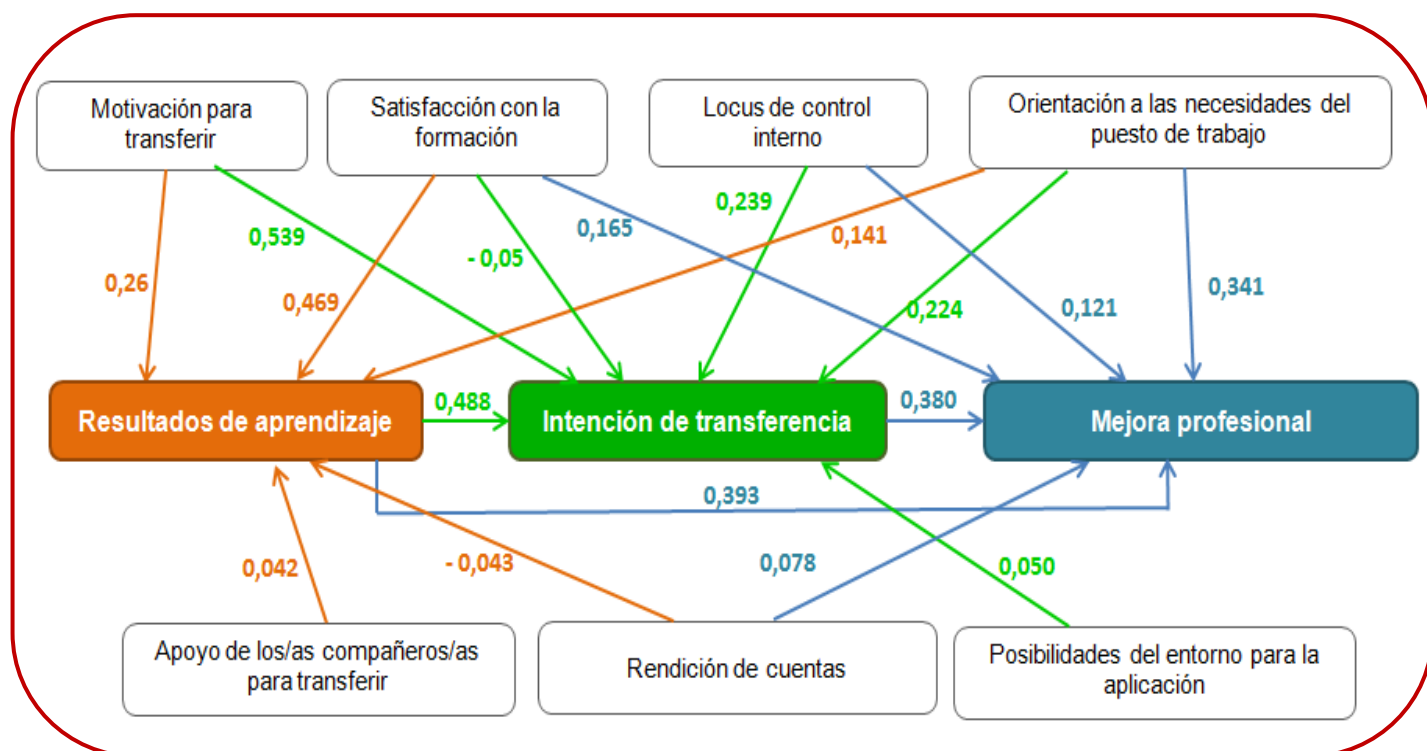 Motivación para
transferir
Satisfacción con la
formación
Locus de control
interno
Orientación a las necesidades del
puesto de trabajo
0,539
0,165
0,239
0,141
- 0,05
0,26
0,469
0,224
0,121
0,341
Resultados de aprendizaje
0,488
Intención de transferencia
0,380
Mejora profesional
0,393
0,042
- 0,043
0,078
0,050
Apoyo de los/as compañeros/as
para transferir
Rendición de cuentas
Posibilidades del entorno para la
aplicación